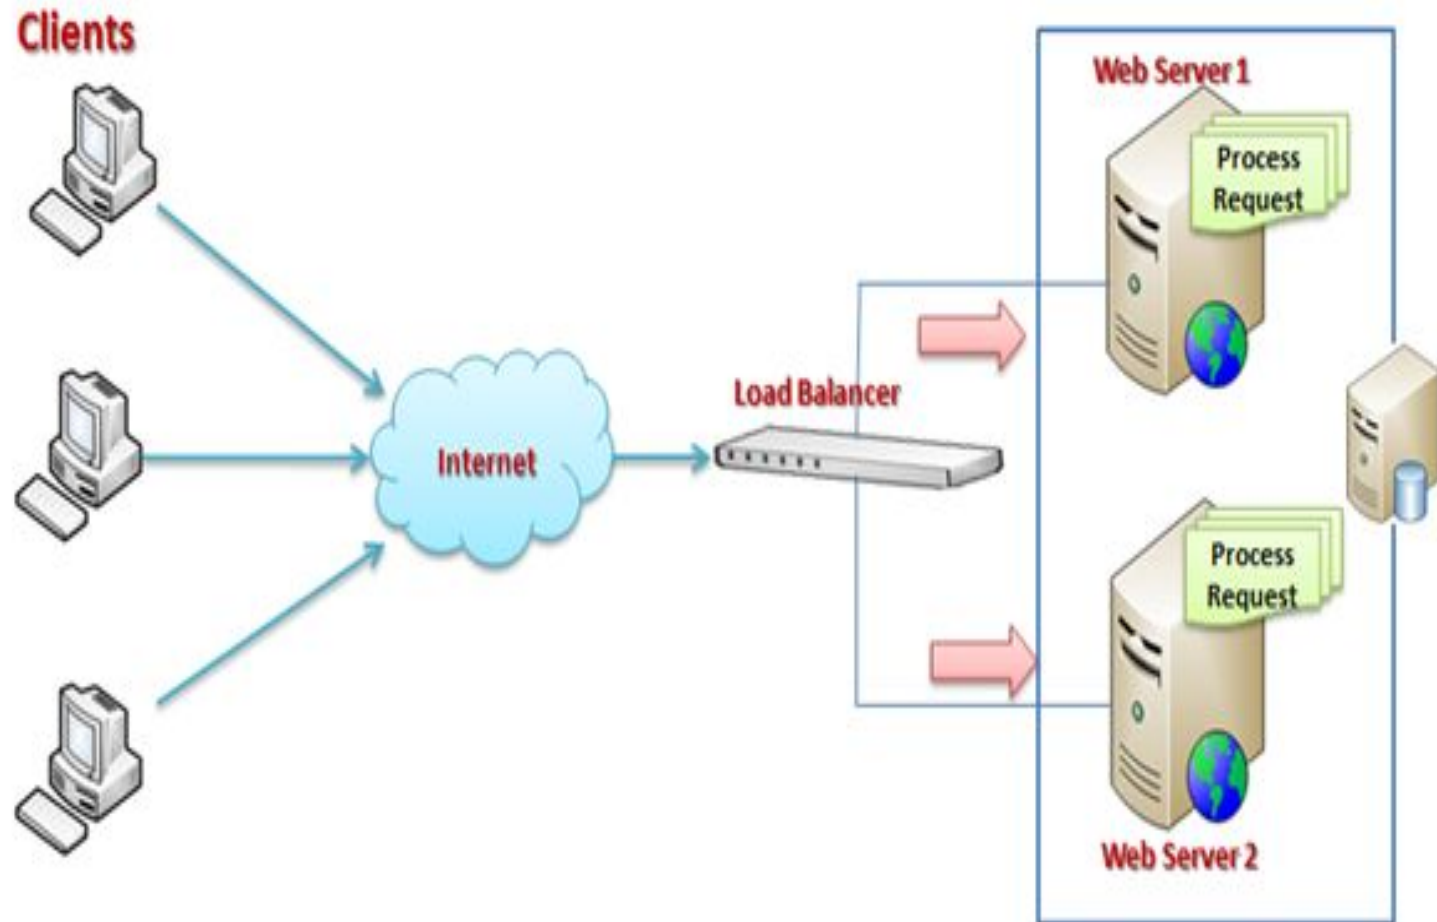 Clients
Web Server 1
Process
Request
Load Balancer
Internet
Process
Request
Web Server 2